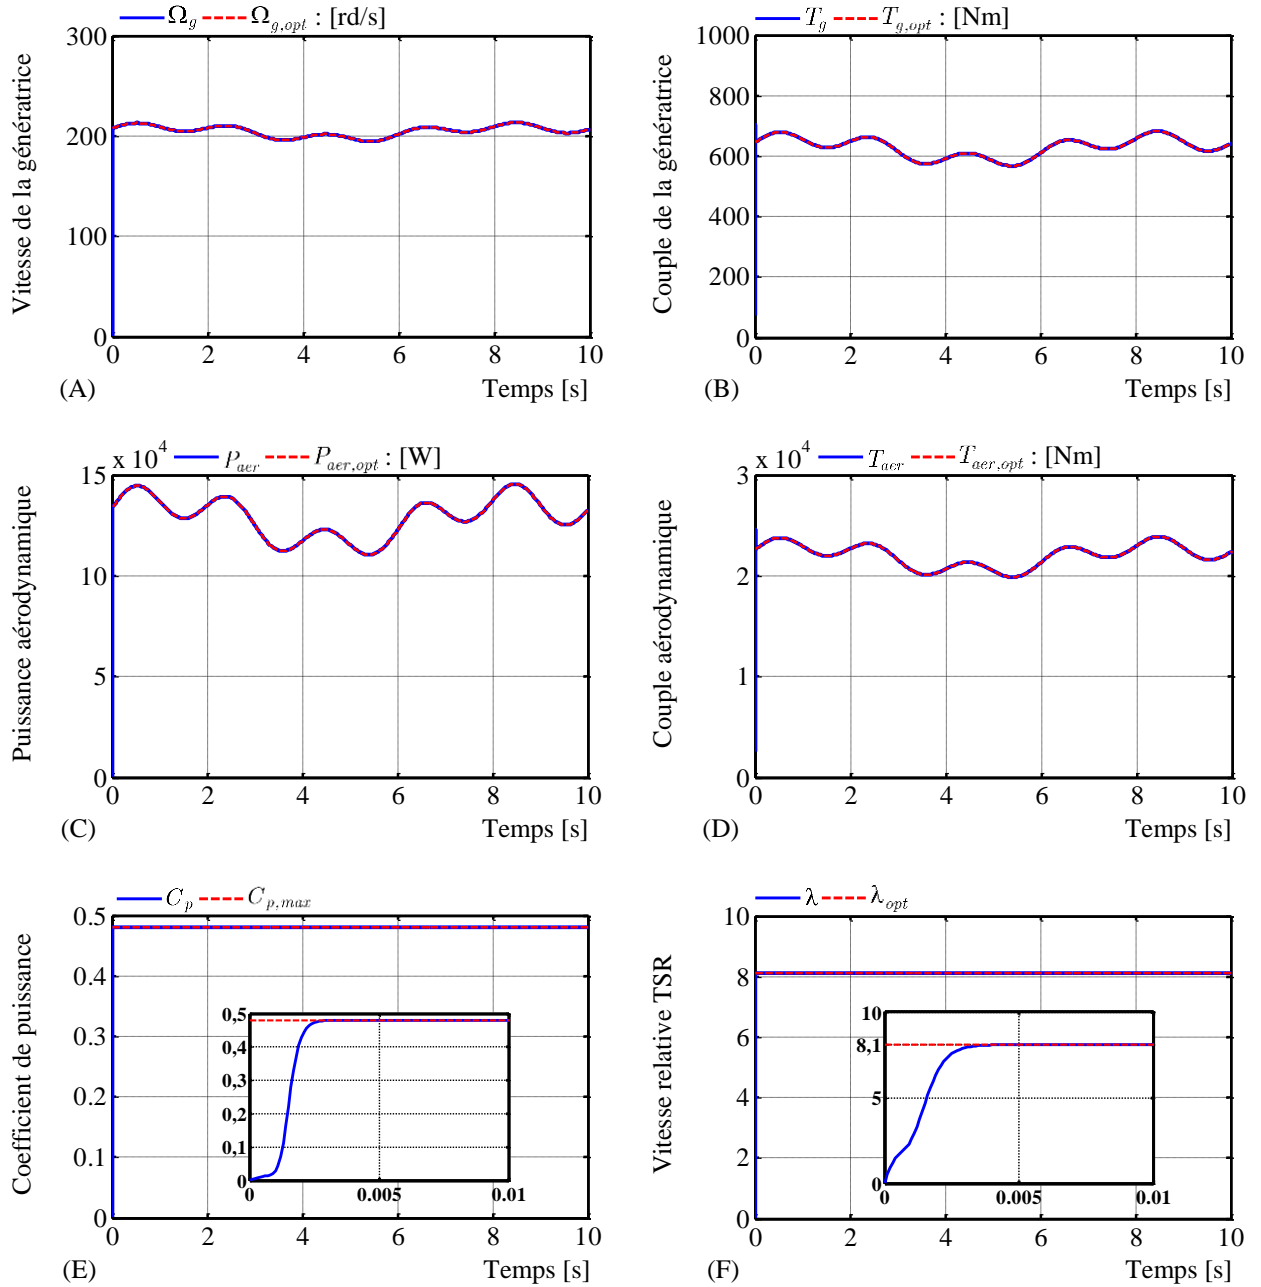 Ω_g Ω_g,opt : [rd/s]
Vitesse de la génératrice
300
200
100
0
0 2 4 6 8 10
Temps [s]
(A)
T_g T_g,opt : [Nm]
Couple de la génératrice
1000
800
600
400
200
0
0 2 4 6 8 10
Temps [s]
(B)
x 10^4 P_aer P_aer,opt : [W]
Puissance aérodynamique
15
10
5
0
0 2 4 6 8 10
Temps [s]
(C)
x 10^4 T_aer T_aer,opt : [Nm]
Couple aérodynamique
3
2
1
0
0 2 4 6 8 10
Temps [s]
(D)
C_p C_p,max
Coefficient de puissance
0.5
0.4
0.3
0.2
0.1
0
0,5
0,4
0,3
0,2
0,1
0
0 0.005 0.01
0 2 4 6 8 10
Temps [s]
(E)
λ λ_opt
Vitesse relative TSR
10
8
6
4
2
0
10
8,1
5
0
0 0.005 0.01
0 2 4 6 8 10
Temps [s]
(F)